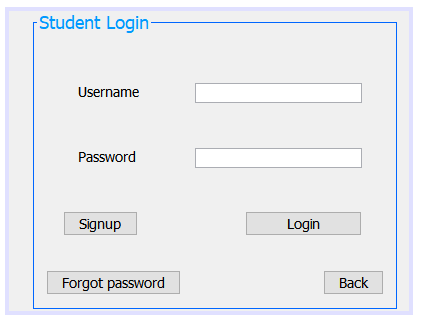 Student Login
Username
Password
Signup Login
Forgot password Back